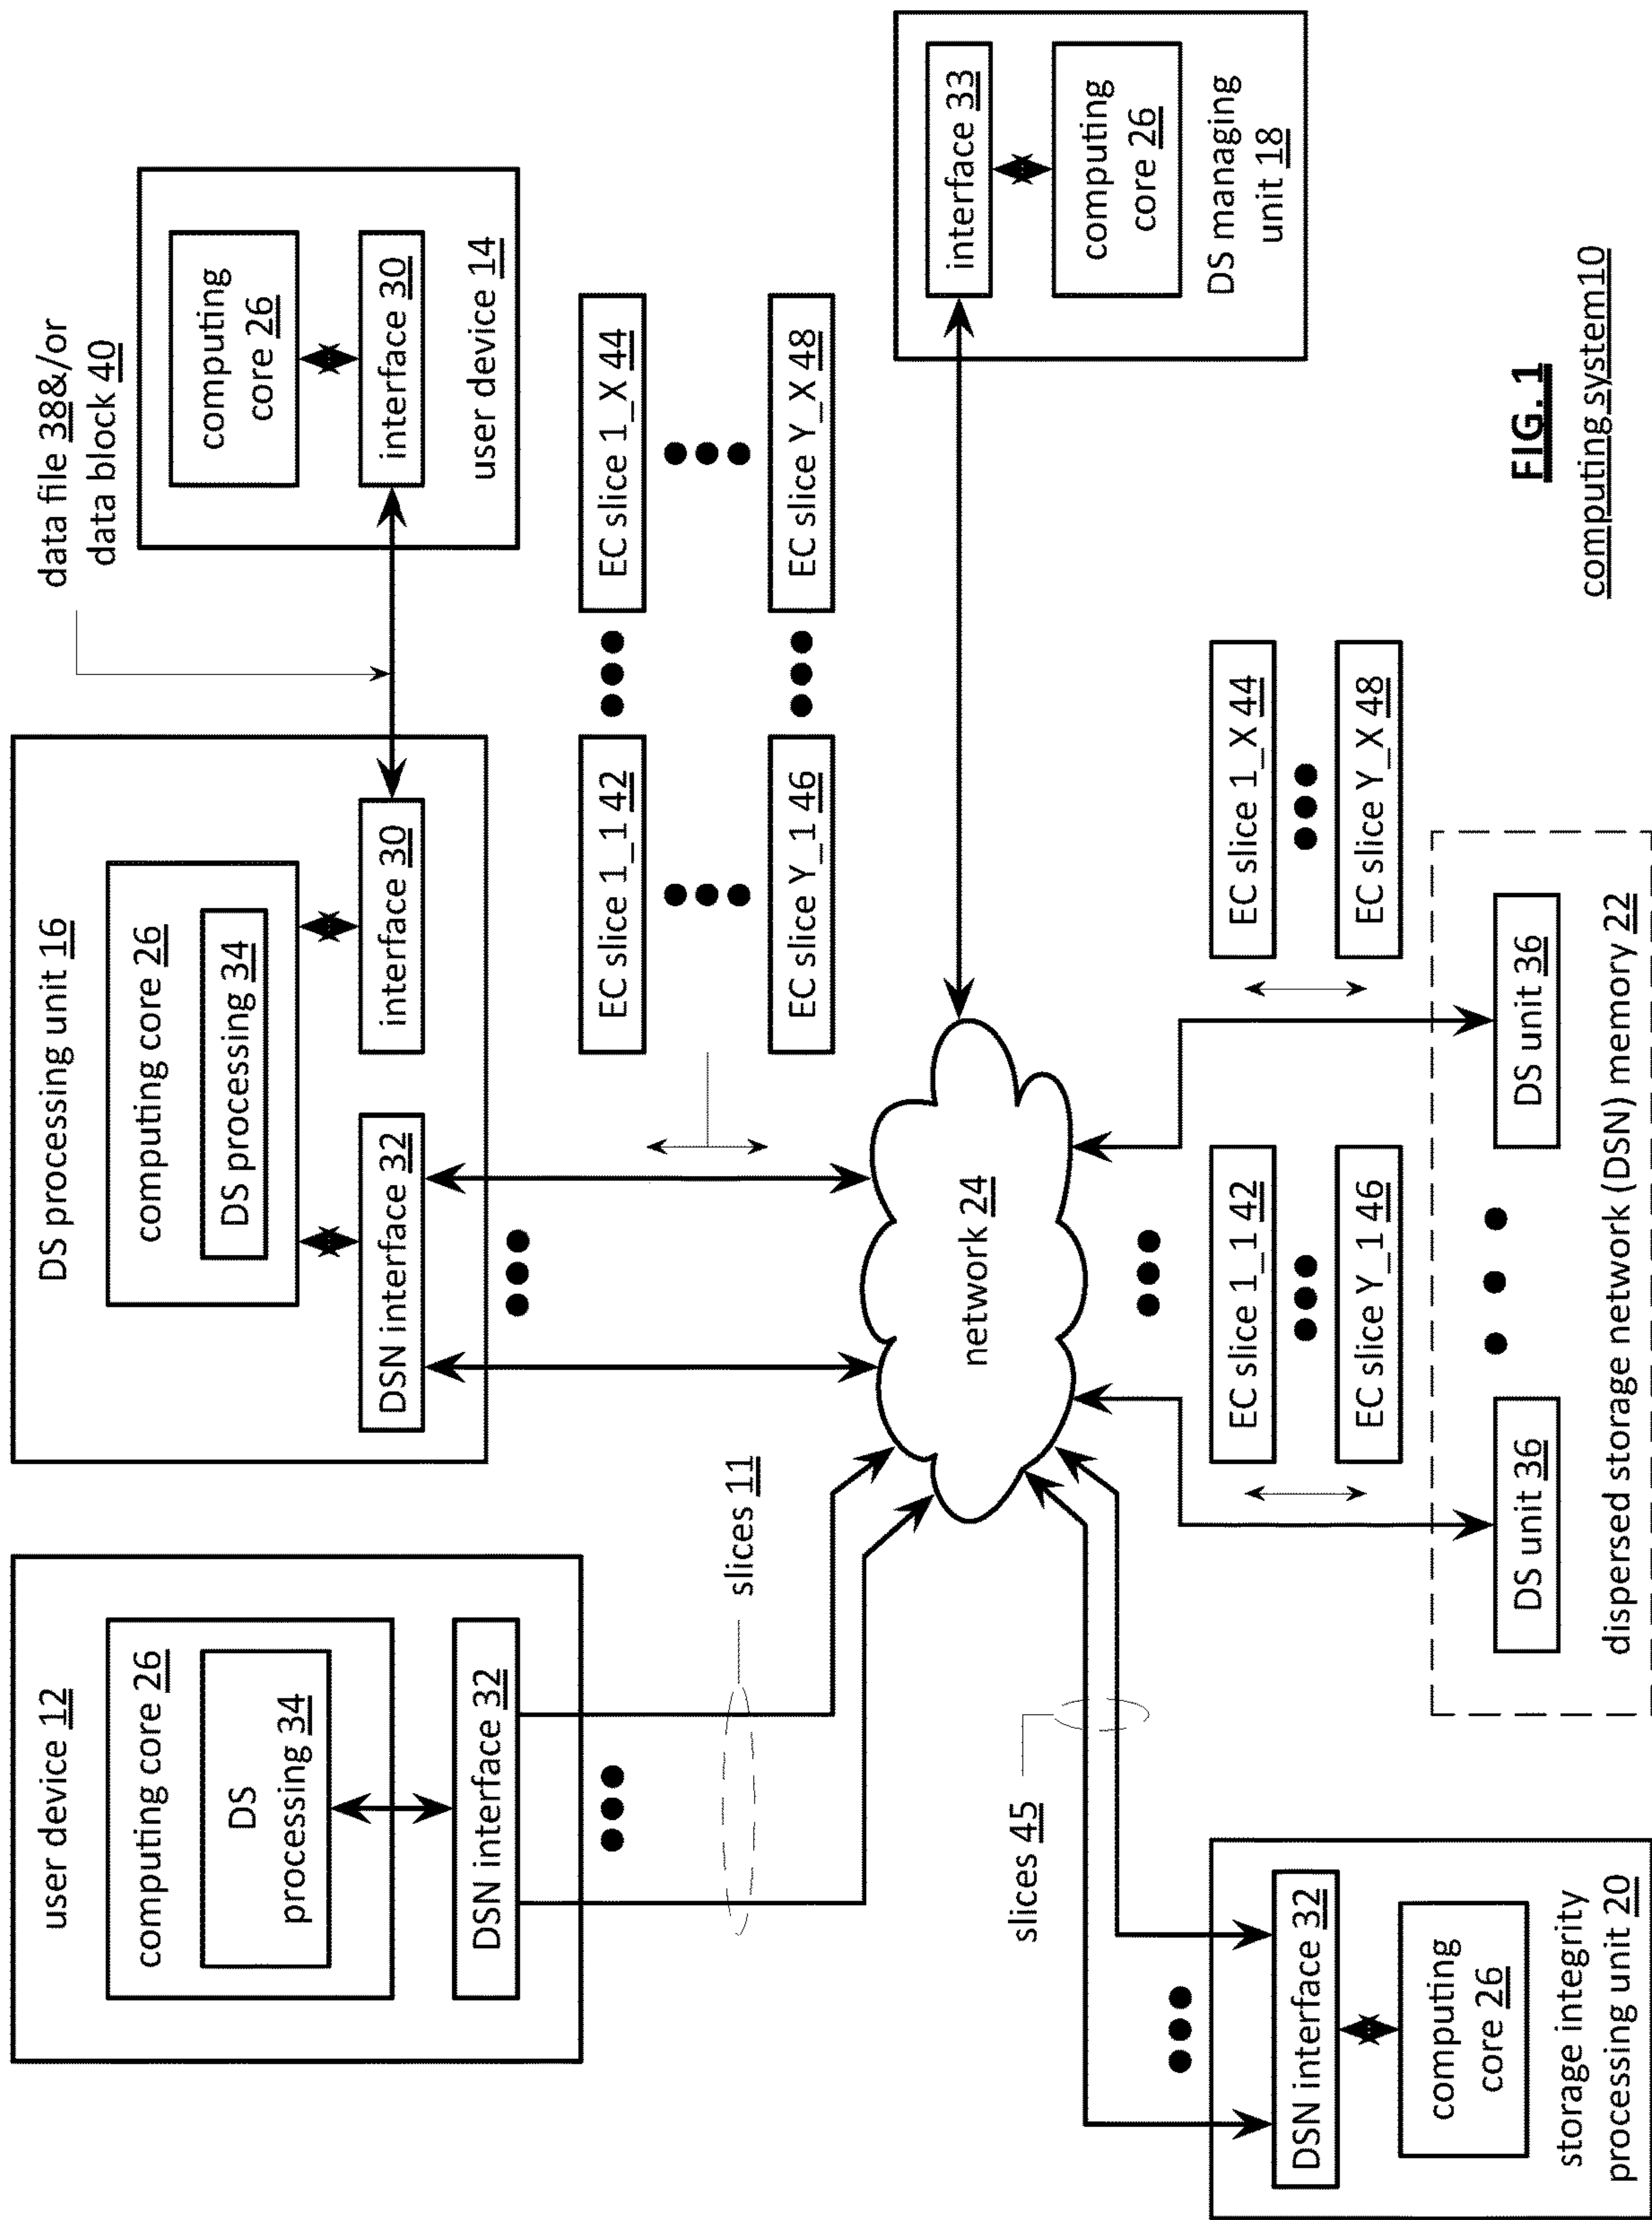 user device 12
computing core 26
DS
processing 34
DSN interface 32
DS processing unit 16
computing core 26
DS processing 34
DSN interface 32
interface 30
data file 38&/or
data block 40
computing
core 26
interface 30
user device 14
slices 11
EC slice 1_1 42
EC slice 1_X 44
EC slice Y_1 46
EC slice Y_X 48
network 24
interface 33
computing
core 26
DS managing
unit 18
slices 45
DSN interface 32
computing
core 26
storage integrity
processing unit 20
EC slice 1_1 42
EC slice Y_1 46
EC slice 1_X 44
EC slice Y_X 48
DS unit 36
DS unit 36
dispersed storage network (DSN) memory 22
FIG. 1
computing system10